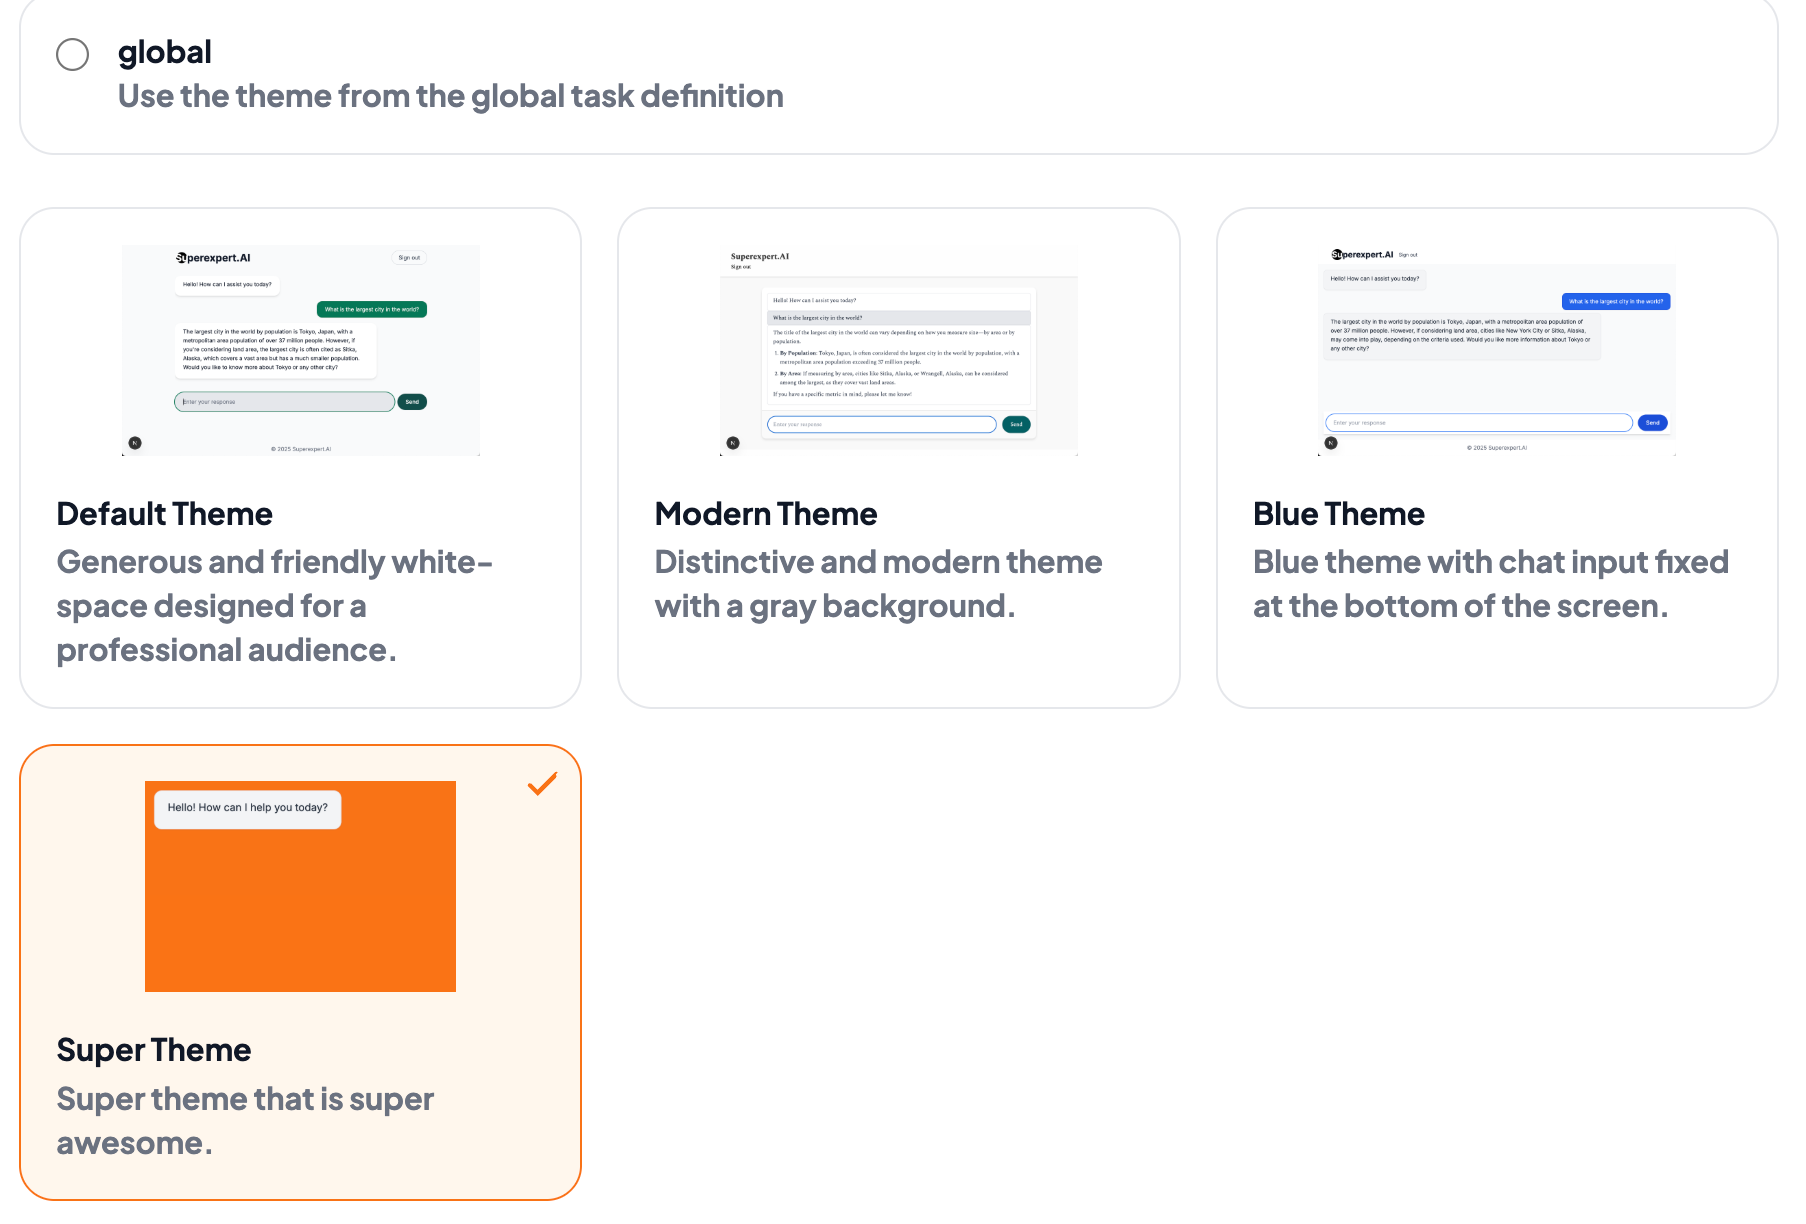 global
Use the theme from the global task definition
Superexpert.AI
Sign out
Hello! How can I assist you today?
What is the largest city in the world?
The largest city in the world by population is Tokyo, Japan, with a
metropolitan area population of over 37 million people. However, if
you're considering land area, the largest city is often cited as Sitka,
Alaska, which covers a vast area but has a much smaller population.
Would you like to know more about Tokyo or any other city?
Enter your response
Send
N
© 2025 Superexpert.AI
Default Theme
Generous and friendly white-
space designed for a
professional audience.
Superexpert.AI
Sign out
Hello! How can I assist you today?
What is the largest city in the world?
The title of the largest city in the world can vary depending on how you measure size—by area or by
population.
1. By Population: Tokyo, Japan, is often considered the largest city in the world by population, with a
metropolitan area population exceeding 37 million people.
2. By Area: If measuring by area, cities like Sitka, Alaska, or Wrangell, Alaska, can be considered
among the largest, as they cover vast land areas.
If you have a specific metric in mind, please let me know!
Enter your response
Send
N
Modern Theme
Distinctive and modern theme
with a gray background.
Superexpert.AI
Sign out
Hello! How can I assist you today?
What is the largest city in the world?
The largest city in the world by population is Tokyo, Japan, with a metropolitan area population of
over 37 million people. However, if considering land area, cities like New York City or Sitka, Alaska,
may come into play, depending on the criteria used. Would you like more information about Tokyo or
any other city?
Enter your response
Send
N
© 2025 Superexpert.AI
Blue Theme
Blue theme with chat input fixed
at the bottom of the screen.
Hello! How can I help you today?
Super Theme
Super theme that is super
awesome.